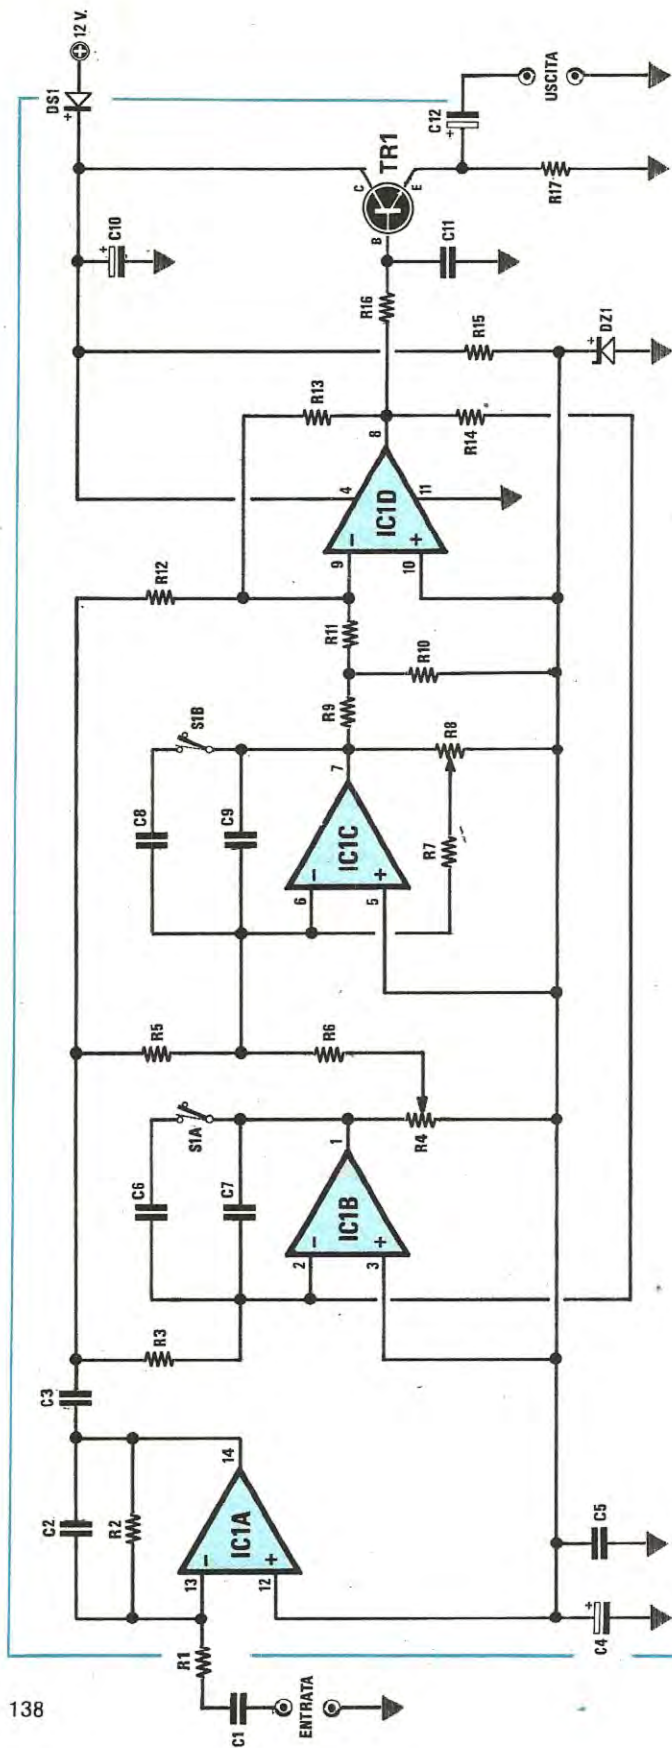 138
C1
ENTRATA
R1
C2
R2
C3
13
12
14
IC1A
C4
+
C5
R3
C6
C7
S1A
2
3
1
IC1B
R4
R5
R6
C8
C9
S1B
6
5
7
IC1C
R7
R8
R9
R10
R11
R12
R13
9
10
4
11
8
IC1D
R14
R15
R16
DZ1
+
C10
+
C11
B
C
E
TR1
DS1
+
12 V.
C12
+
R17
USCITA